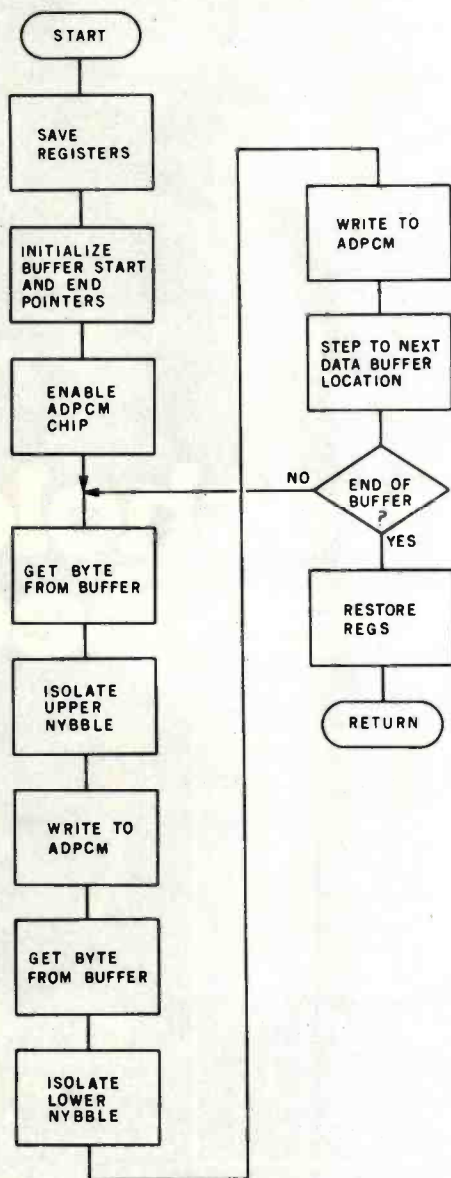 START
SAVE
REGISTERS
INITIALIZE
BUFFER START
AND END
POINTERS
ENABLE
ADPCM
CHIP
GET BYTE
FROM BUFFER
ISOLATE
UPPER
NYBBLE
WRITE TO
ADPCM
GET BYTE
FROM BUFFER
ISOLATE
LOWER
NYBBLE
WRITE TO
ADPCM
STEP TO NEXT
DATA BUFFER
LOCATION
NO
END OF
BUFFER
?
YES
RESTORE
REGS
RETURN